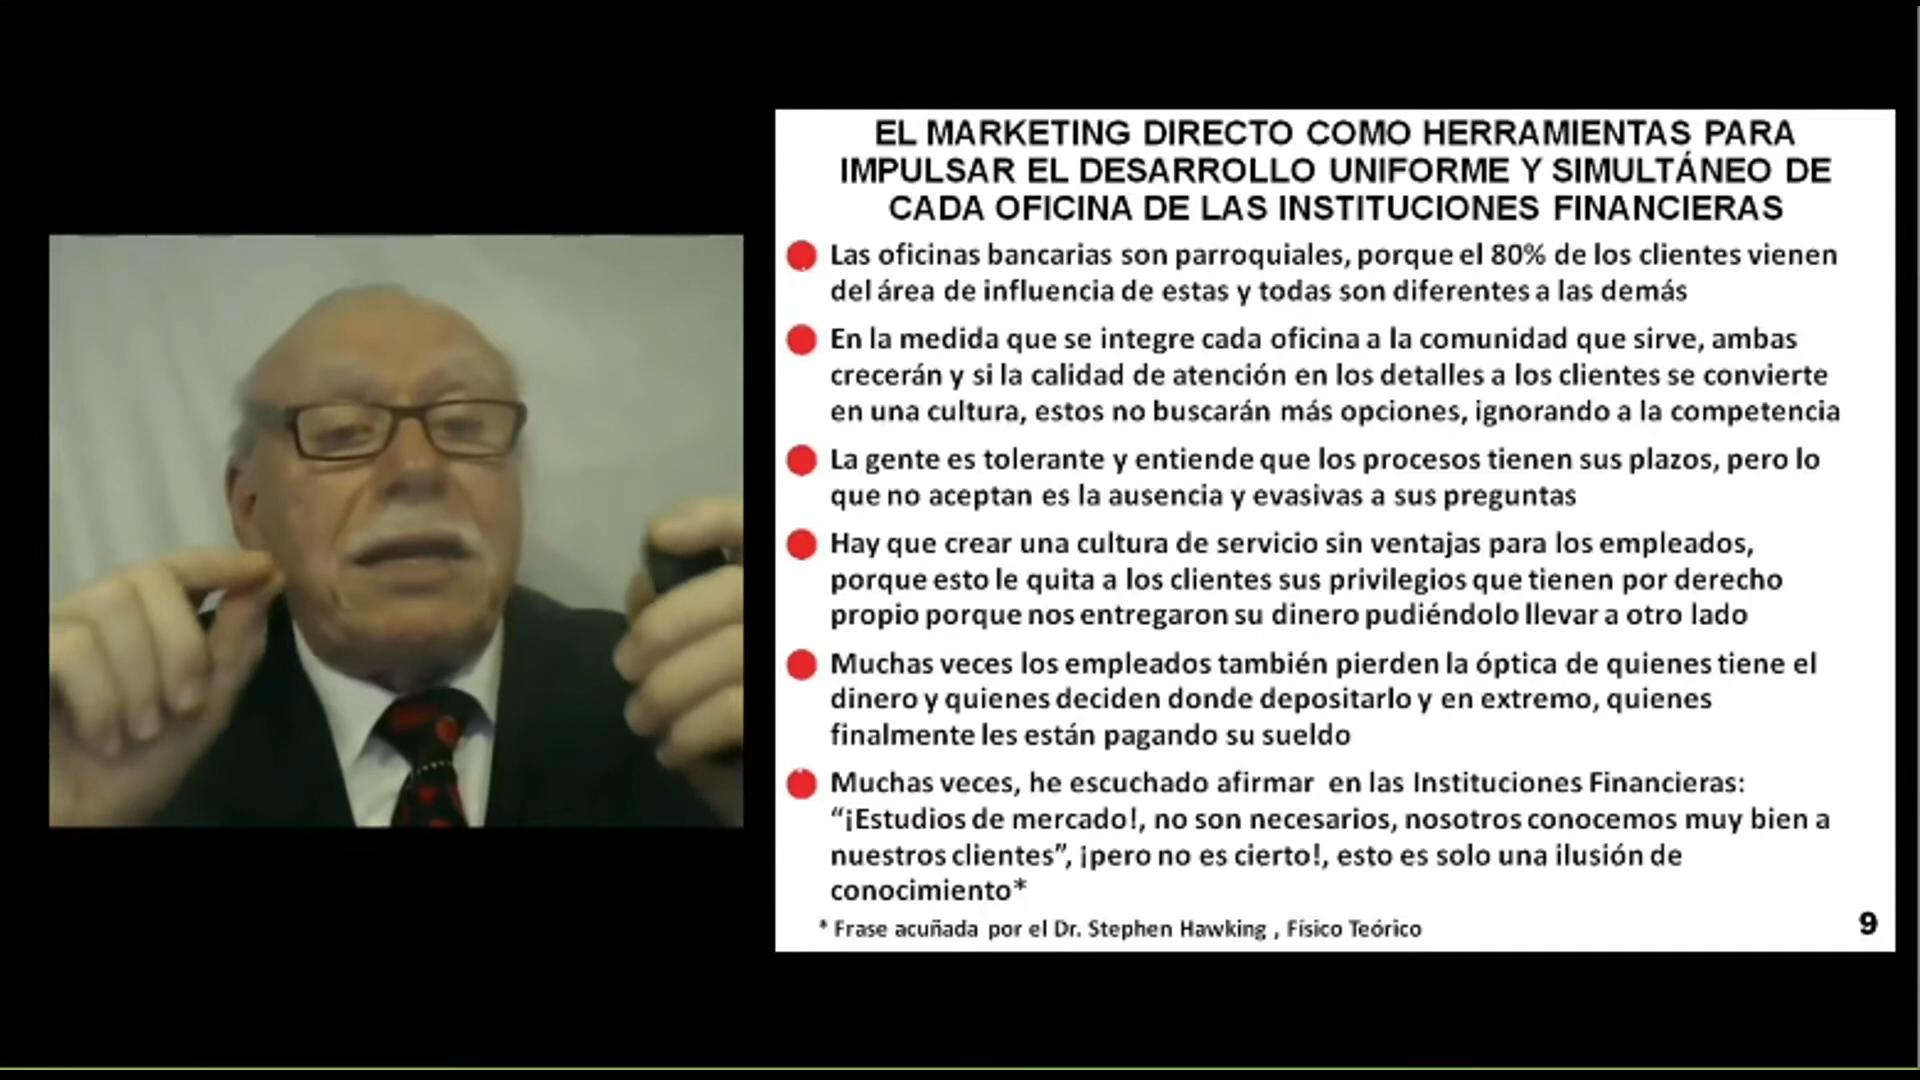 EL MARKETING DIRECTO COMO HERRAMIENTAS PARA
IMPULSAR EL DESARROLLO UNIFORME Y SIMULTÁNEO DE
CADA OFICINA DE LAS INSTITUCIONES FINANCIERAS
Las oficinas bancarias son parroquiales, porque el 80% de los clientes vienen
del área de influencia de estas y todas son diferentes a las demás
En la medida que se integre cada oficina a la comunidad que sirve, ambas
crecerán y si la calidad de atención en los detalles a los clientes se convierte
en una cultura, estos no buscarán más opciones, ignorando a la competencia
La gente es tolerante y entiende que los procesos tienen sus plazos, pero lo
que no aceptan es la ausencia y evasivas a sus preguntas
Hay que crear una cultura de servicio sin ventajas para los empleados,
porque esto le quita a los clientes sus privilegios que tienen por derecho
propio porque nos entregaron su dinero pudiéndolo llevar a otro lado
Muchas veces los empleados también pierden la óptica de quienes tiene el
dinero y quienes deciden donde depositarlo y en extremo, quienes
finalmente les están pagando su sueldo
Muchas veces, he escuchado afirmar en las Instituciones Financieras:
“¡Estudios de mercado!, no son necesarios, nosotros conocemos muy bien a
nuestros clientes”, ¡pero no es cierto!, esto es solo una ilusión de
conocimiento*
* Frase acuñada por el Dr. Stephen Hawking , Físico Teórico
9